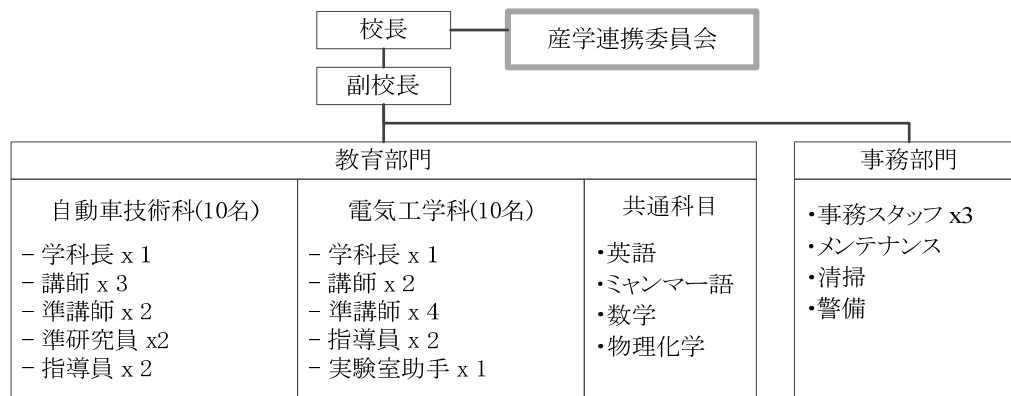 校長
産学連携委員会
副校長
教育部門
事務部門
自動車技術科(10名)
- 学科長 x 1
- 講師 x 3
- 準講師 x 2
- 準研究員 x2
- 指導員 x 2
電気工学科(10名)
- 学科長 x 1
- 講師 x 2
- 準講師 x 4
- 指導員 x 2
- 実験室助手 x 1
共通科目
・英語
・ミャンマー語
・数学
・物理化学
・事務スタッフ x3
・メンテナンス
・清掃
・警備